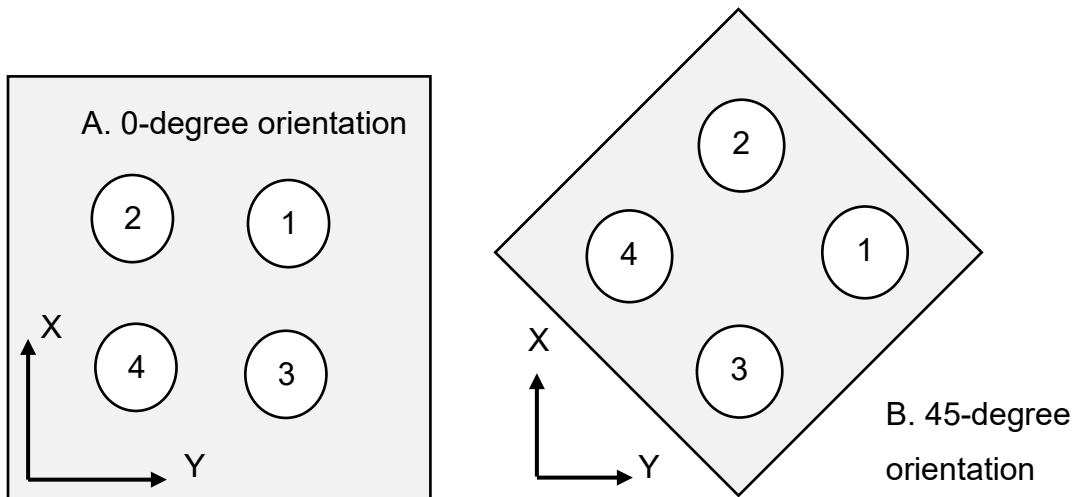 A. 0-degree orientation
2 1
4 3
X
Y
2
4 1
3
X
Y
B. 45-degree
orientation